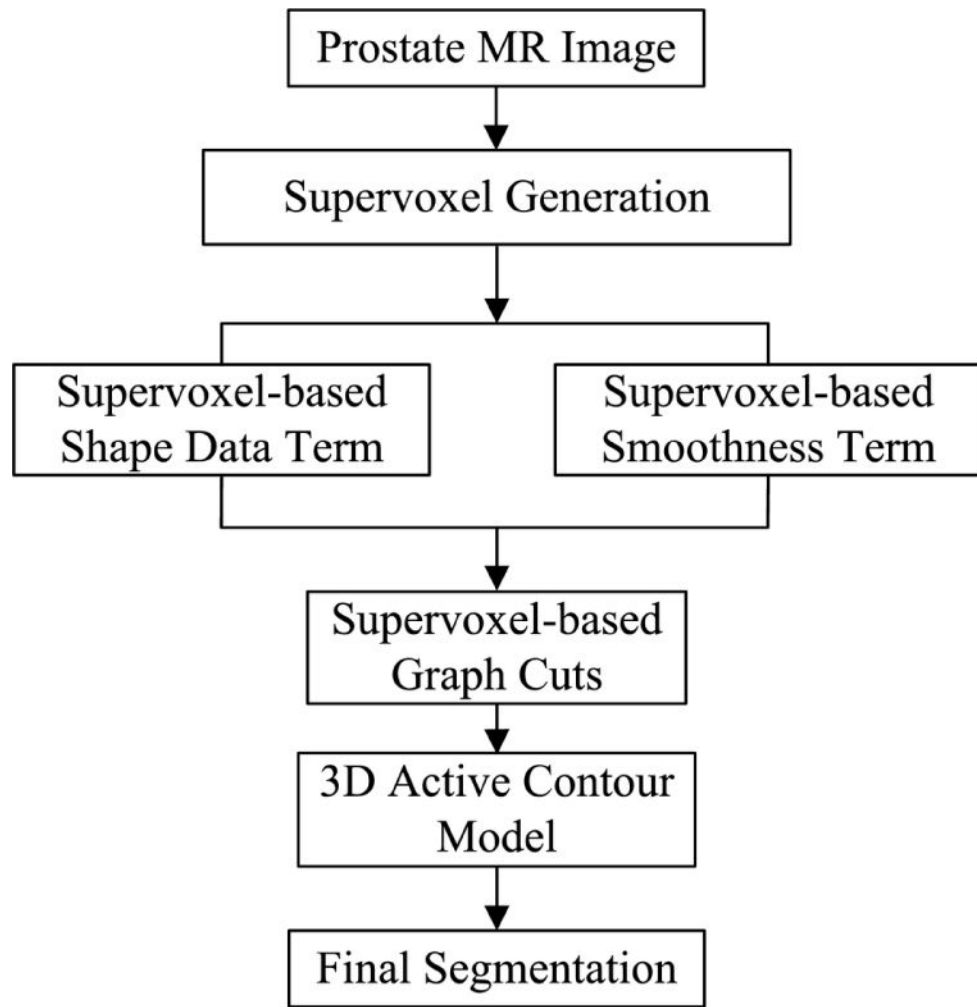 Prostate MR Image
Supervoxel Generation
Supervoxel-based
Shape Data Term
Supervoxel-based
Smoothness Term
Supervoxel-based
Graph Cuts
3D Active Contour
Model
Final Segmentation